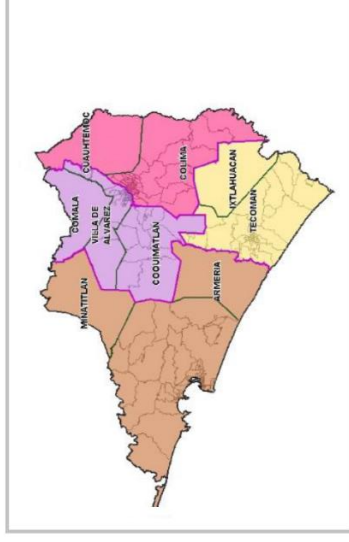 CUAUHTEMOC
COLIMA
IXTLAHUACAN
COMALA
VILLA DE
ALVAREZ
TECOMAN
COQUIMATLAN
MINATITLAN
ARMERIA